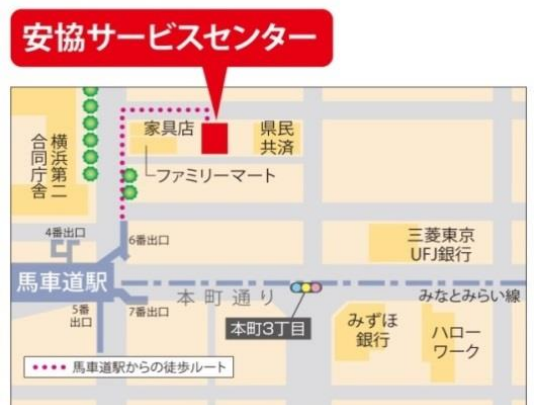 安協サービスセンター
家具店
県民
共済
ファミリーマート
横浜第二
合同庁舎
4番出口
6番出口
三菱東京
UFJ銀行
馬車道駅
本町通り
みなとみらい線
5番
出口
7番出口
本町3丁目
みずほ
銀行
ハロー
ワーク
馬車道駅からの徒歩ルート